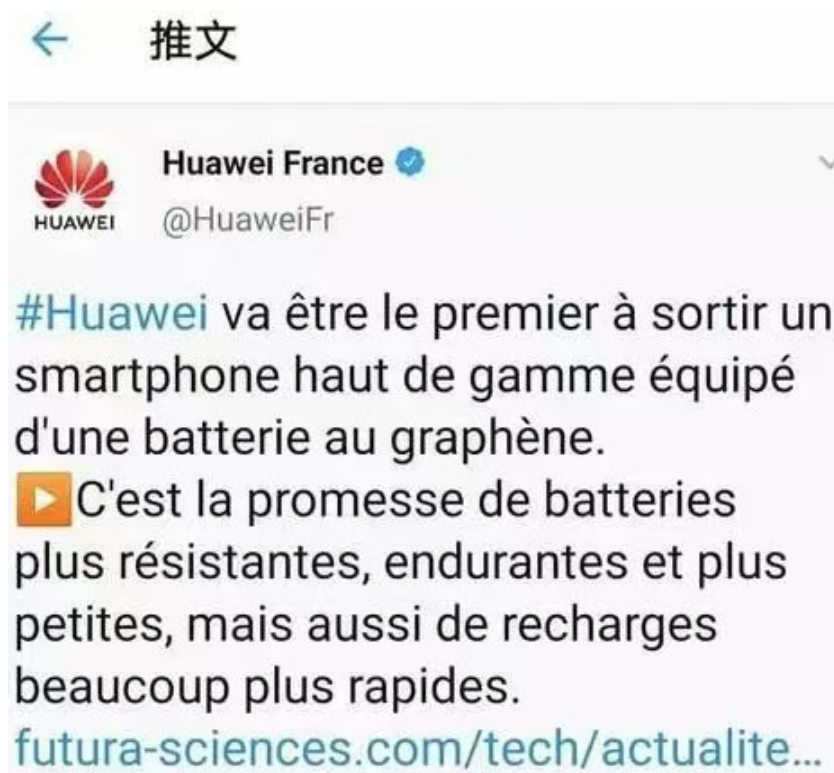 推文
Huawei France
HUAWEI
@HuaweiFr
#Huawei va être le premier à sortir un
smartphone haut de gamme équipé
d'une batterie au graphène.
▶️C'est la promesse de batteries
plus résistantes, endurantes et plus
petites, mais aussi de recharges
beaucoup plus rapides.
futura-sciences.com/tech/actualite...